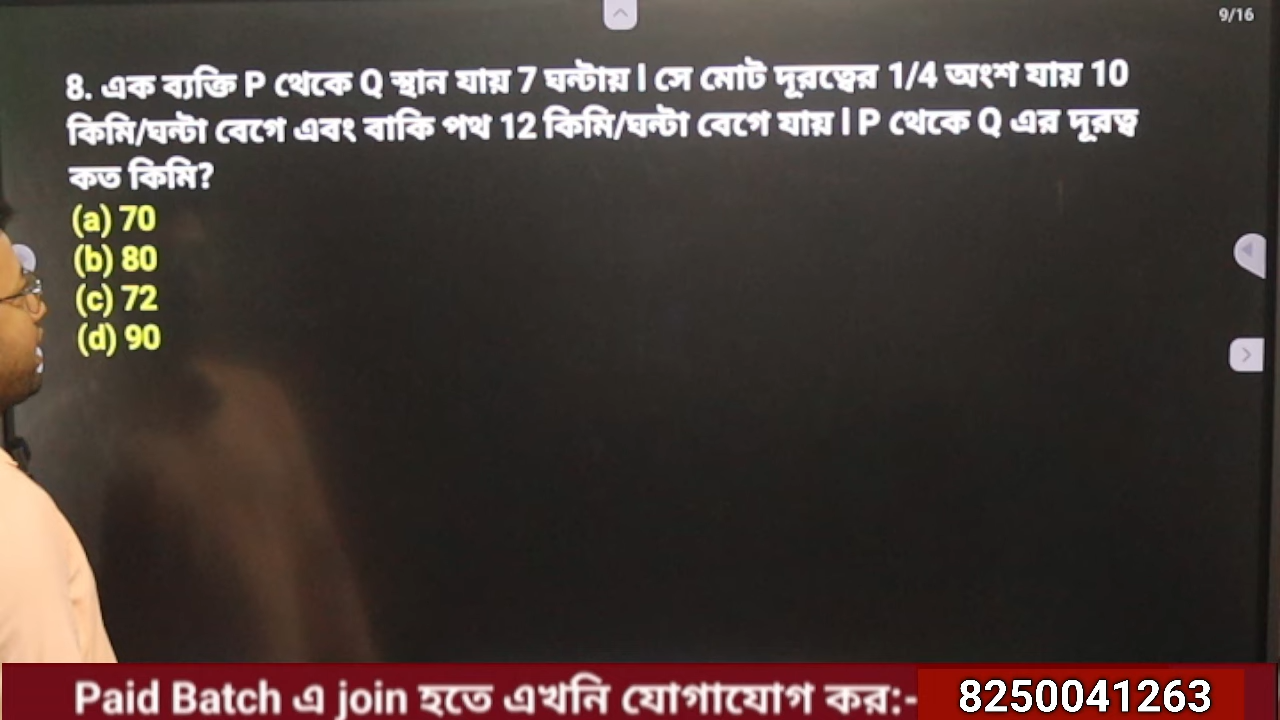 9/16
8. এক ব্যক্তি P থেকে Q স্থান যায় 7 ঘন্টায় l সে মোট দূরত্বের 1/4 অংশ যায় 10
কিমি/ঘন্টা বেগে এবং বাকি পথ 12 কিমি/ঘন্টা বেগে যায় l P থেকে Q এর দূরত্ব
কত কিমি?
(a) 70
(b) 80
(c) 72
(d) 90
Paid Batch এ join হতে এখনি যোগাযোগ কর:- 8250041263